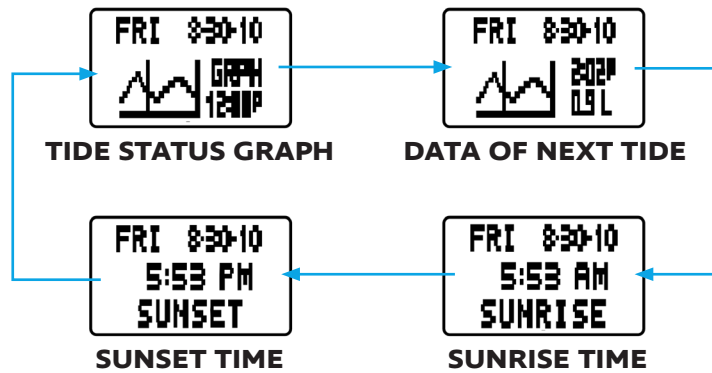 FRI 8-30-10
GRPH
12:00P
TIDE STATUS GRAPH
FRI 8-30-10
2:02P
0.9 L
DATA OF NEXT TIDE
FRI 8-30-10
5:53 PM
SUNSET
SUNSET TIME
FRI 8-30-10
5:53 AM
SUNRISE
SUNRISE TIME